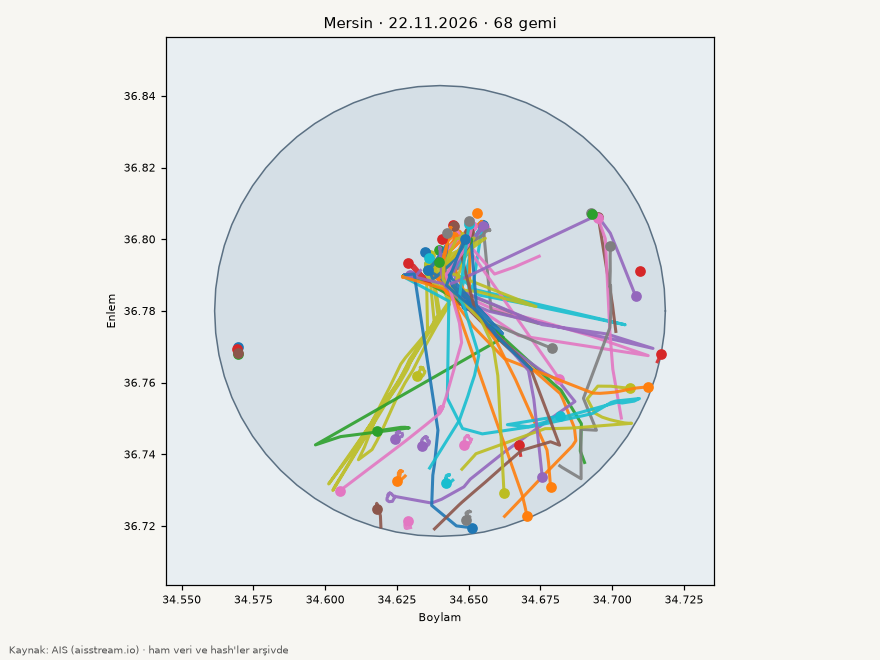 Mersin · 22.11.2026 · 68 gemi
Enlem
36.84
36.82
36.80
36.78
36.76
36.74
36.72
34.550 34.575 34.600 34.625 34.650 34.675 34.700 34.725
Boylam
Kaynak: AIS (aisstream.io) · ham veri ve hash'ler arşivde